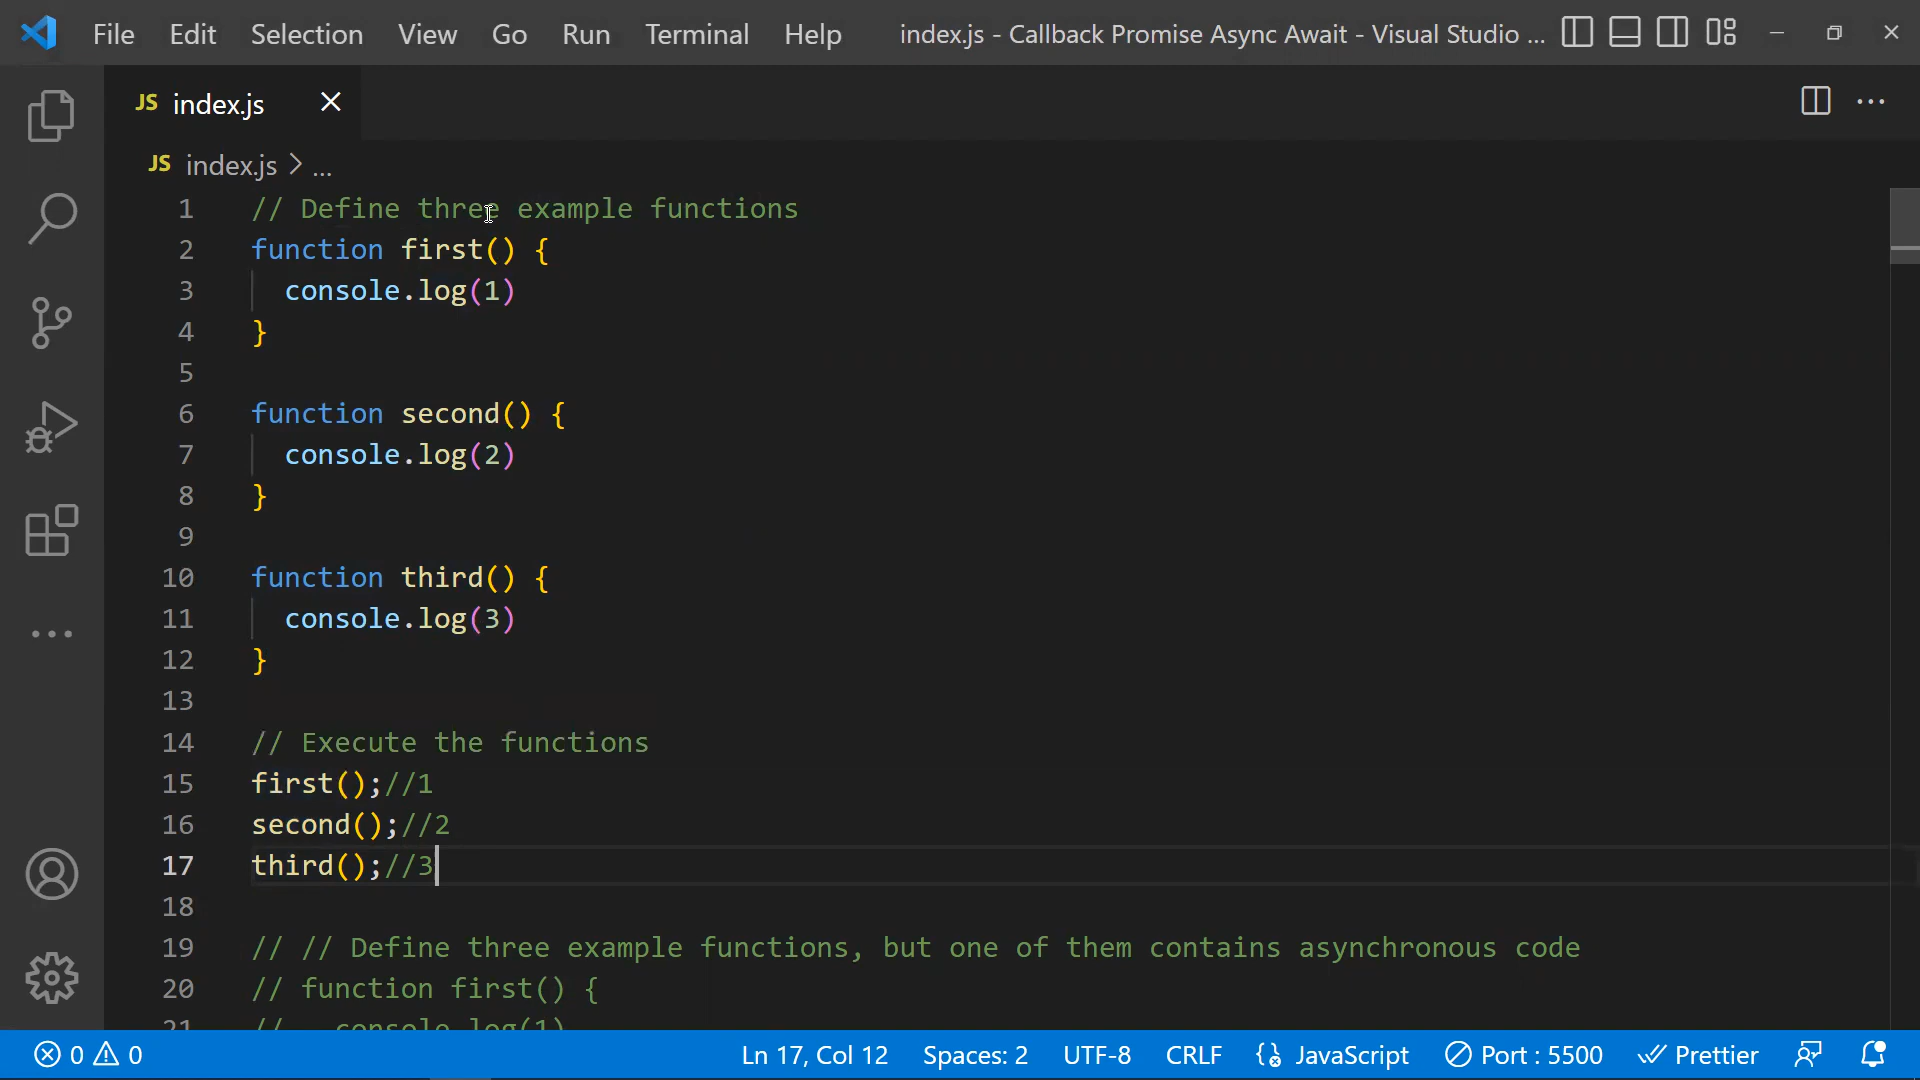 File Edit Selection View Go Run Terminal Help index.js - Callback Promise Async Await - Visual Studio ...
JS index.js
JS index.js > ...
1 // Define three example functions
2 function first() {
3 console.log(1)
4 }
5
6 function second() {
7 console.log(2)
8 }
9
10 function third() {
11 console.log(3)
12 }
13
14 // Execute the functions
15 first();//1
16 second();//2
17 third();//3
18
19 // // Define three example functions, but one of them contains asynchronous code
20 // function first() {
21 // console.log(1)
0 0 Ln 17, Col 12 Spaces: 2 UTF-8 CRLF JavaScript Port : 5500 Prettier